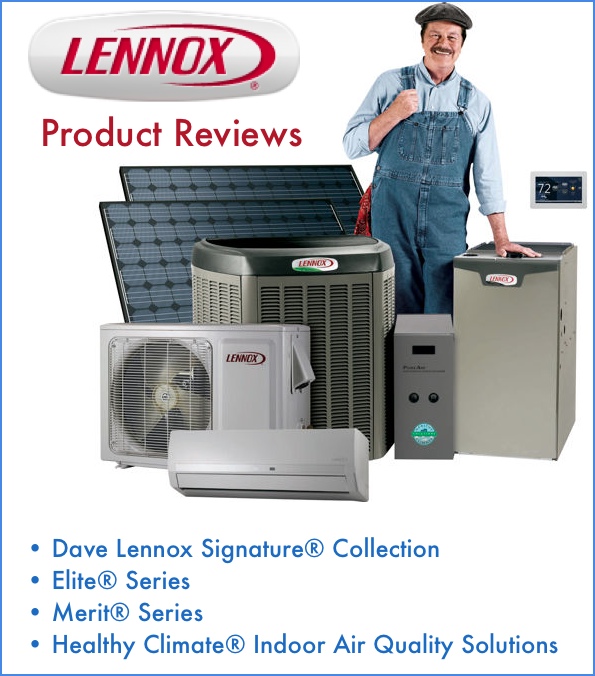 LENNOX®
Product Reviews
72
LENNOX
LENNOX
LENNOX
• Dave Lennox Signature® Collection
• Elite® Series
• Merit® Series
• Healthy Climate® Indoor Air Quality Solutions